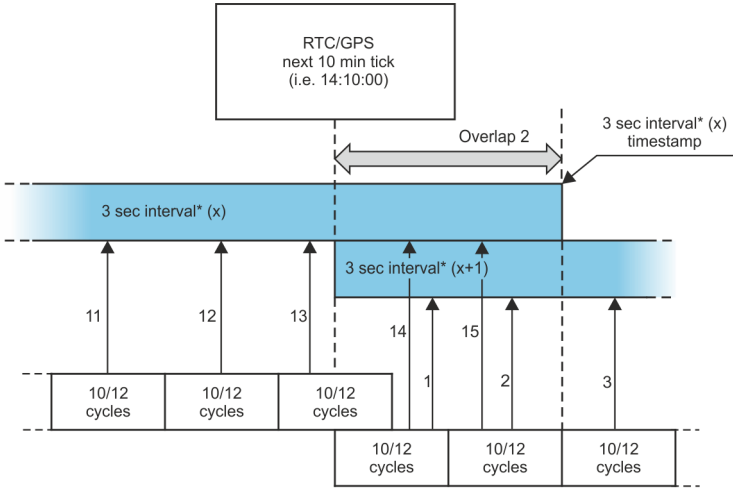 RTC/GPS
next 10 min tick
(i.e. 14:10:00)
Overlap 2
3 sec interval* (x)
timestamp
3 sec interval* (x)
3 sec interval* (x+1)
11
12
13
14
15
1
2
3
10/12
cycles
10/12
cycles
10/12
cycles
10/12
cycles
10/12
cycles
10/12
cycles